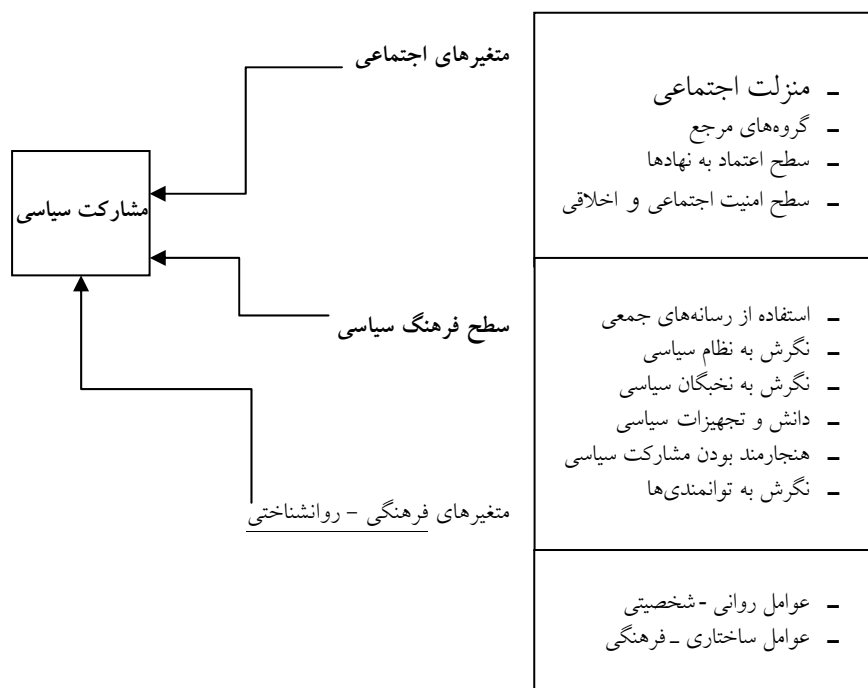 متغیرهای اجتماعی
- منزلت اجتماعی
- گروه‌های مرجع
- سطح اعتماد به نهادها
- سطح امنیت اجتماعی و اخلاقی
مشارکت سیاسی
سطح فرهنگ سیاسی
- استفاده از رسانه‌های جمعی
- نگرش به نظام سیاسی
- نگرش به نخبگان سیاسی
- دانش و تجهیزات سیاسی
- هنجارمند بودن مشارکت سیاسی
- نگرش به توانمندی‌ها
متغیرهای فرهنگی – روانشناختی
- عوامل روانی - شخصیتی
- عوامل ساختاری - فرهنگی